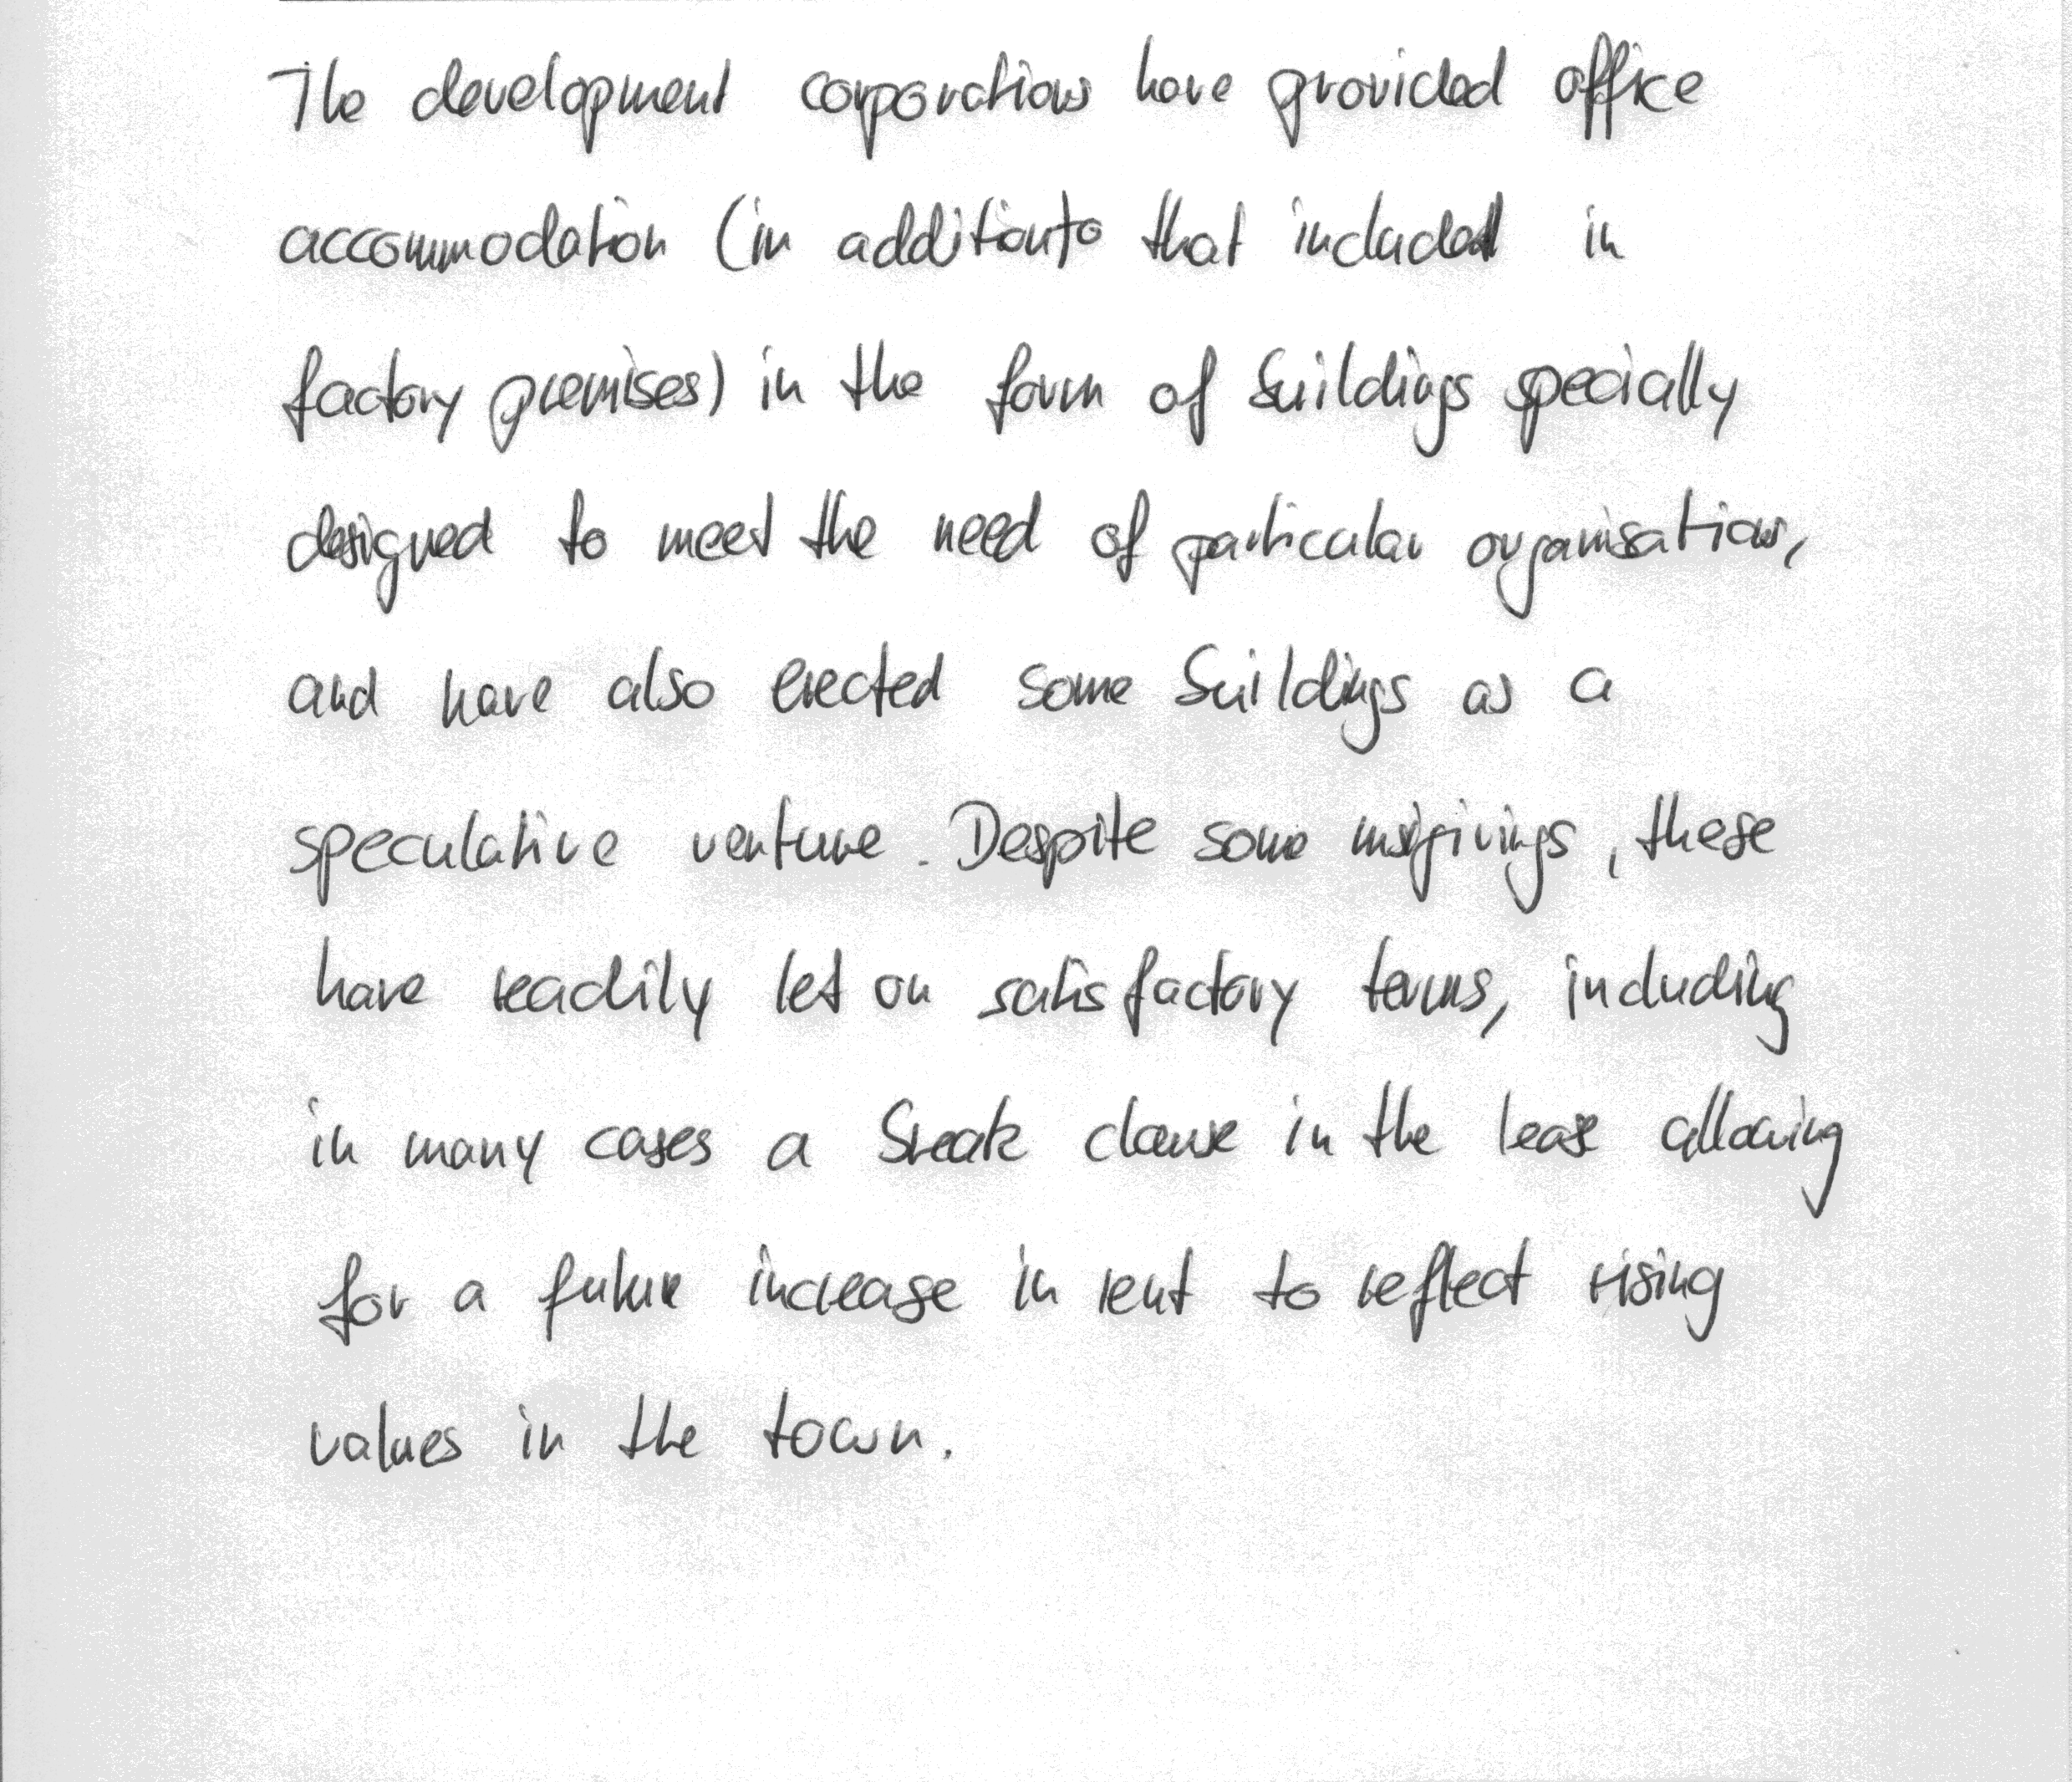 The development corporations have provided office
accommodation (in addition to that included in
factory premises) in the form of buildings specially
designed to meet the need of particular organisations,
and have also erected some buildings as a
speculative venture. Despite some misgivings, these
have readily let on satisfactory terms, including
in many cases a break clause in the lease allowing
for a future increase in rent to reflect rising
values in the town.